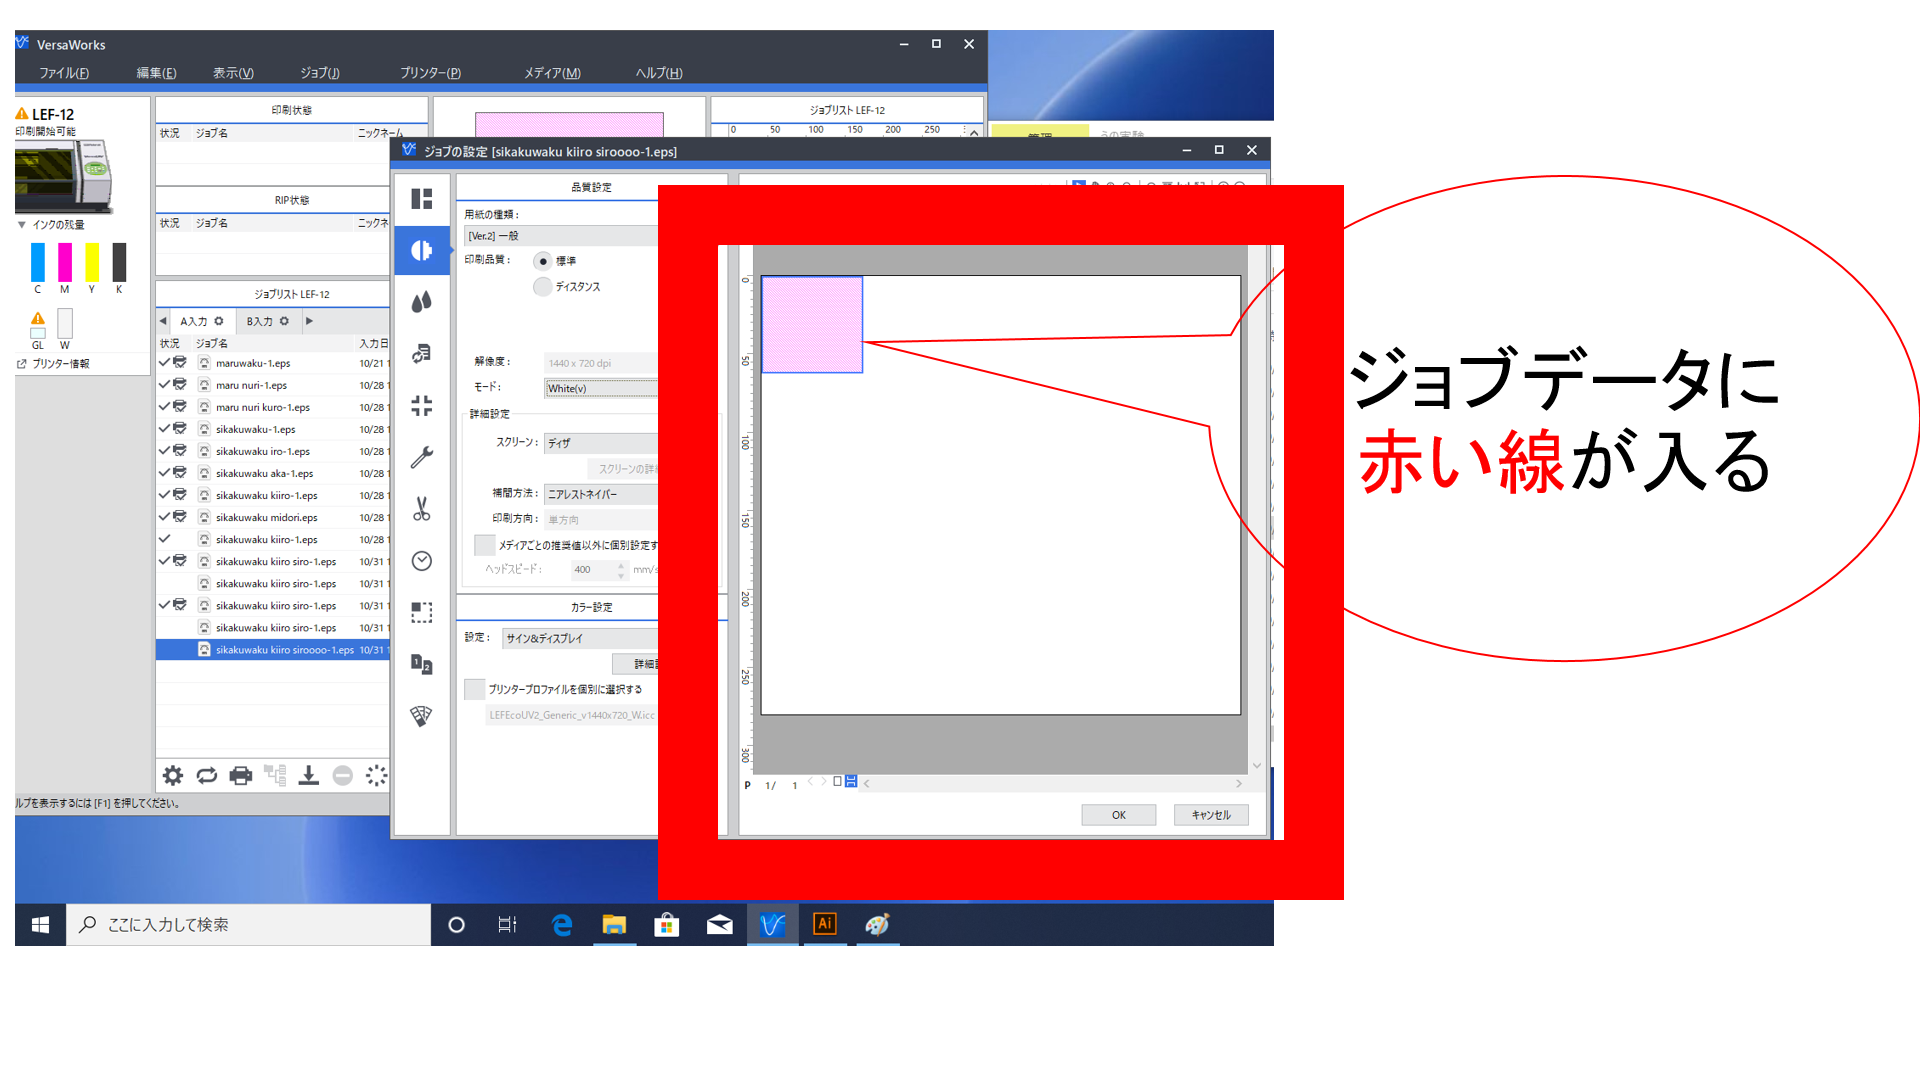 VersaWorks
ファイル(F) 編集(E) 表示(V) ジョブ(J) プリンター(P) メディア(M) ヘルプ(H)
LEF-12
印刷開始可能
インクの残量
C M Y K
GL W
プリンター情報
印刷状態
状況 ジョブ名 ニックネーム
RIP状態
状況 ジョブ名 ニックネ
ジョブリスト LEF-12
A入力 B入力
状況 ジョブ名 入力日
maruwaku-1.eps 10/21 1
maru nuri-1.eps 10/28 1
maru nuri kuro-1.eps 10/28 1
sikakuwaku-1.eps 10/28 1
sikakuwaku iro-1.eps 10/28 1
sikakuwaku aka-1.eps 10/28 1
sikakuwaku kiiro-1.eps 10/28 1
sikakuwaku midori.eps 10/28 1
sikakuwaku kiiro-1.eps 10/28 1
sikakuwaku kiiro siro-1.eps 10/31 1
sikakuwaku kiiro siro-1.eps 10/31 1
sikakuwaku kiiro siro-1.eps 10/31 1
sikakuwaku kiiro siro-1.eps 10/31 1
sikakuwaku kiiro siroooo-1.eps 10/31 1
ルプを表示するには [F1] を押してください。
ジョブリスト LEF-12
0 50 100 150 200 250
ジョブの設定 [sikakuwaku kiiro siroooo-1.eps]
品質設定
用紙の種類 :
[Ver.2] 一般
印刷品質 : 標準
ディスタンス
解像度 : 1440 x 720 dpi
モード : White(v)
詳細設定
スクリーン : ディザ
スクリーンの詳
補間方法 : ニアレストネイバー
印刷方向 : 単方向
メディアごとの推奨値以外に個別設定す
ヘッドスピード : 400 mm/s
カラー設定
設定 : サイン&ディスプレイ
詳細
プリンタープロファイルを個別に選択する
LEFEcoUV2_Generic_v1440x720_W.icc
0
50
100
150
200
250
300
P 1/ 1
OK キャンセル
ジョブデータに
赤い線が入る
ここに入力して検索
Ai